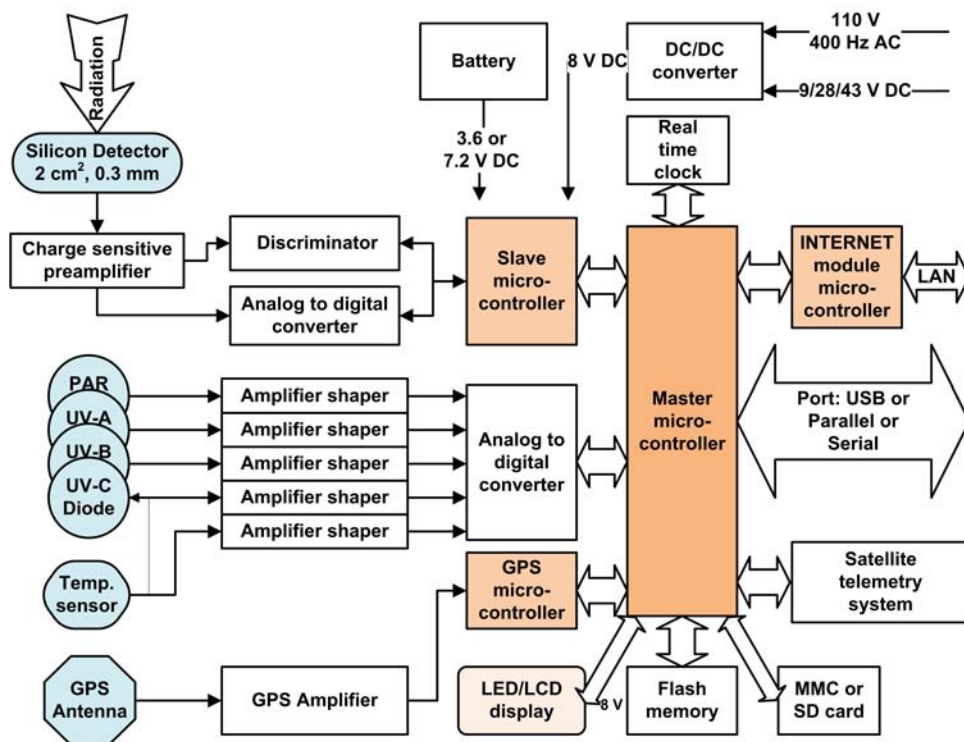 Radiation
Silicon Detector
2 cm², 0.3 mm
Charge sensitive
preamplifier
Discriminator
Analog to digital
converter
Battery
3.6 or
7.2 V DC
8 V DC
DC/DC
converter
110 V
400 Hz AC
9/28/43 V DC
Real
time
clock
Slave
micro-
controller
Master
micro-
controller
INTERNET
module
micro-
controller
LAN
PAR
UV-A
UV-B
UV-C
Diode
Temp.
sensor
Amplifier shaper
Amplifier shaper
Amplifier shaper
Amplifier shaper
Amplifier shaper
Analog to
digital
converter
Port: USB or
Parallel or
Serial
GPS
micro-
controller
Satellite
telemetry
system
GPS
Antenna
GPS Amplifier
LED/LCD
display
8 V
Flash
memory
MMC or
SD card